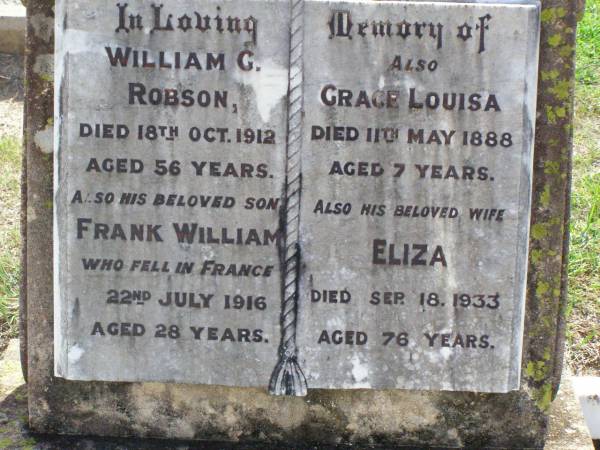 In Loving
WILLIAM G.
ROBSON,
DIED 18TH OCT. 1912
AGED 56 YEARS.
ALSO HIS BELOVED SON
FRANK WILLIAM
WHO FELL IN FRANCE
22ND JULY 1916
AGED 28 YEARS.
Memory of
ALSO
GRACE LOUISA
DIED 11TH MAY 1888
AGED 7 YEARS.
ALSO HIS BELOVED WIFE
ELIZA
DIED SEP. 18. 1933
AGED 76 YEARS.